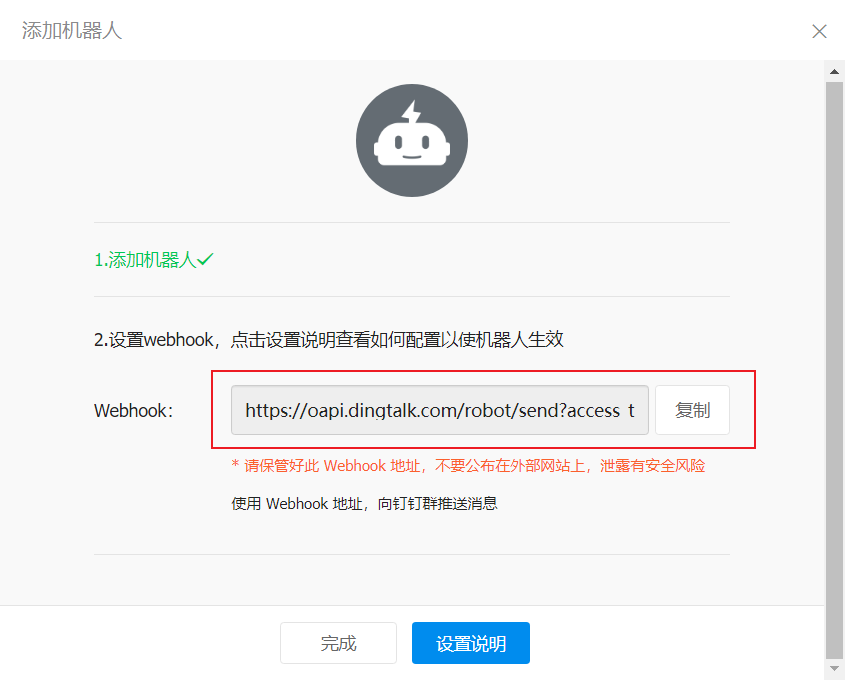 添加机器人
1.添加机器人
2.设置webhook，点击设置说明查看如何配置以使机器人生效
Webhook：
https://oapi.dingtalk.com/robot/send?access_t
复制
* 请保管好此 Webhook 地址，不要公布在外部网站上，泄露有安全风险
使用 Webhook 地址，向钉钉群推送消息
完成
设置说明